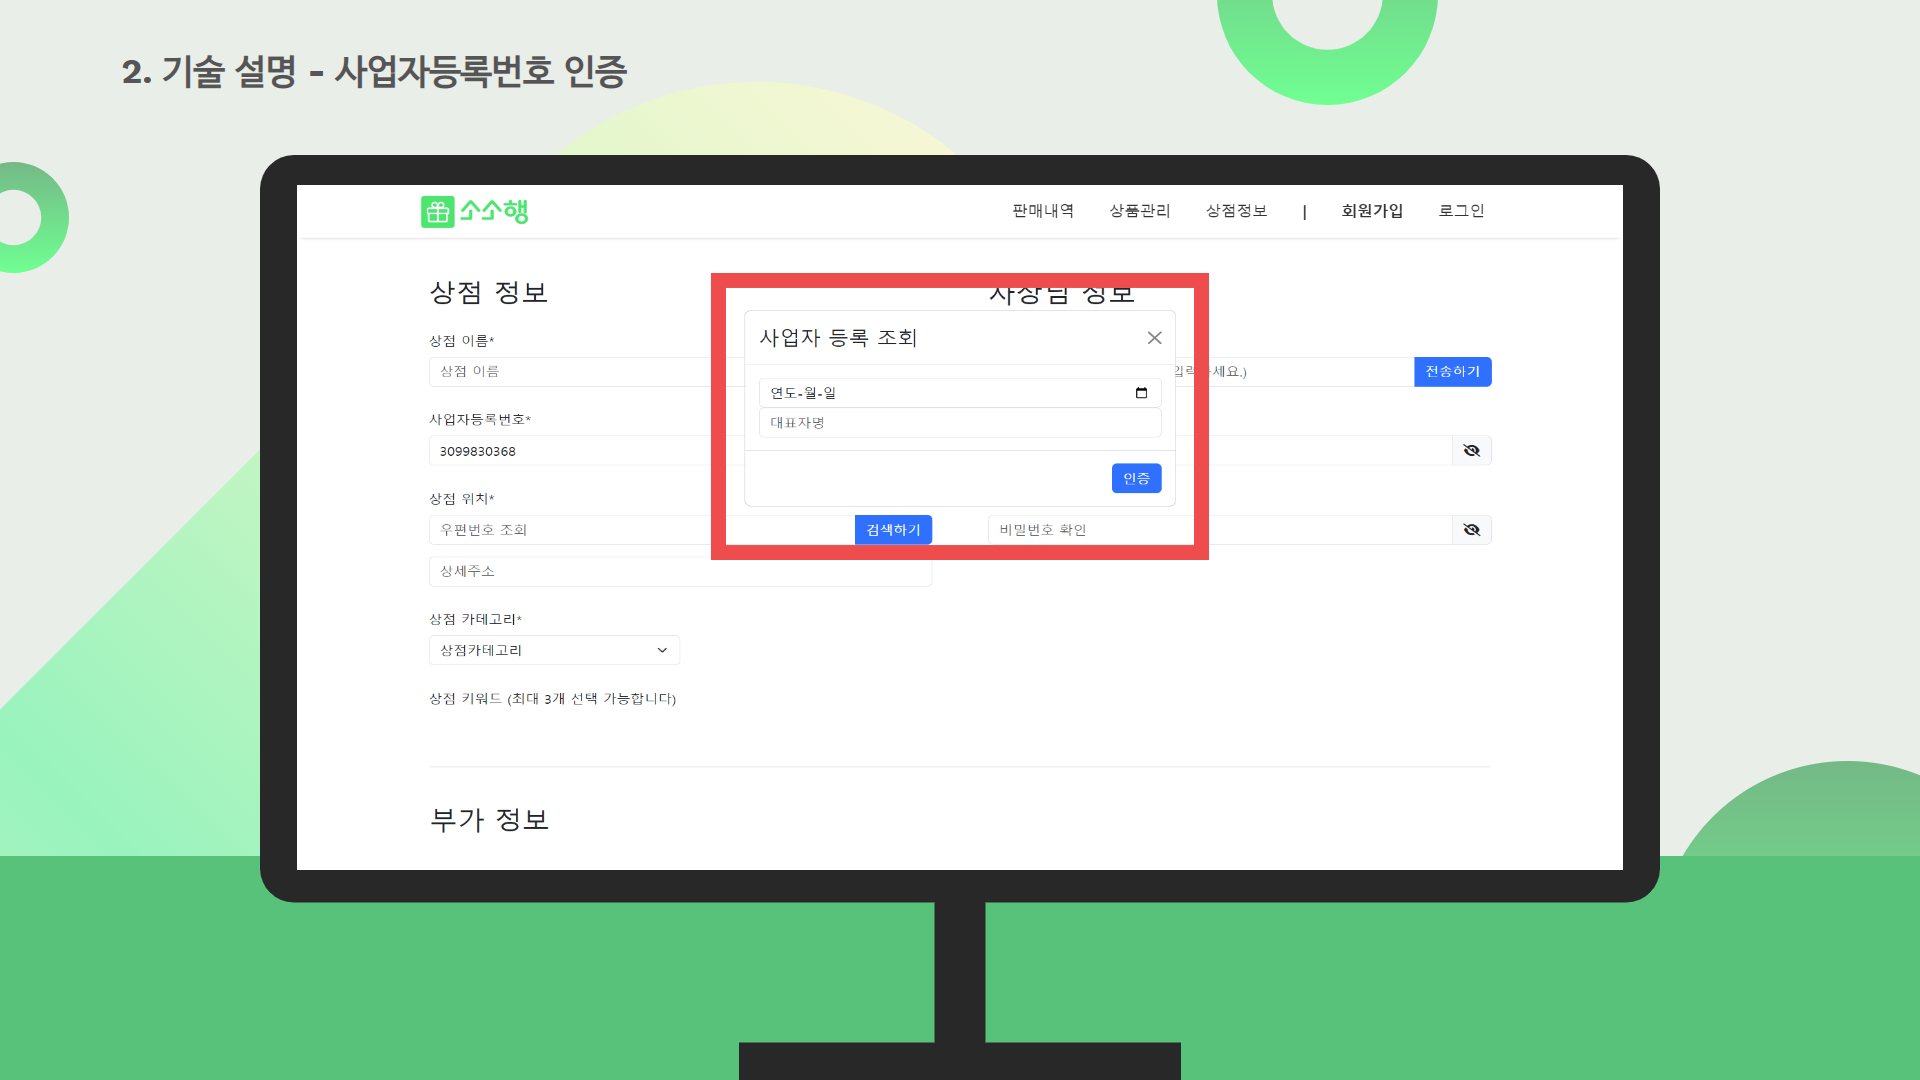 2. 기술 설명 - 사업자등록번호 인증
소소행
판매내역 상품관리 상점정보 | 회원가입 로그인
상점 정보
사장님 정보
사업자 등록 조회
상점 이름*
상점 이름
세요.)
전송하기
연도-월-일
대표자명
사업자등록번호*
3099830368
인증
상점 위치*
우편번호 조회
검색하기
비밀번호 확인
상세주소
상점 카테고리*
상점카테고리
상점 키워드 (최대 3개 선택 가능합니다)
부가 정보